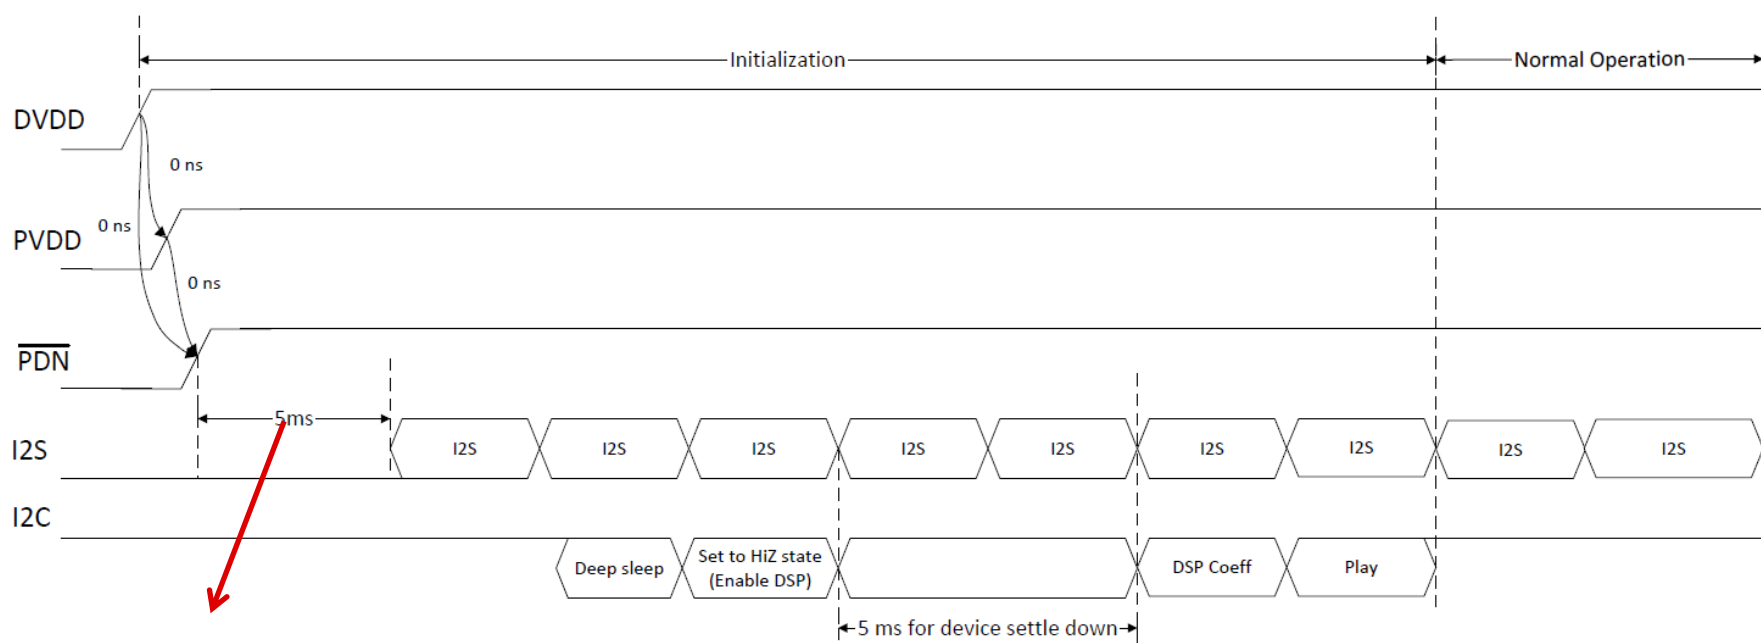 Initialization
Normal Operation
DVDD
0 ns
0 ns
PVDD
0 ns
PDN
5ms
I2S
I2S
I2S
I2S
I2S
I2S
I2S
I2S
I2S
I2S
I2C
Deep sleep
Set to HiZ state
(Enable DSP)
DSP Coeff
Play
5 ms for device settle down